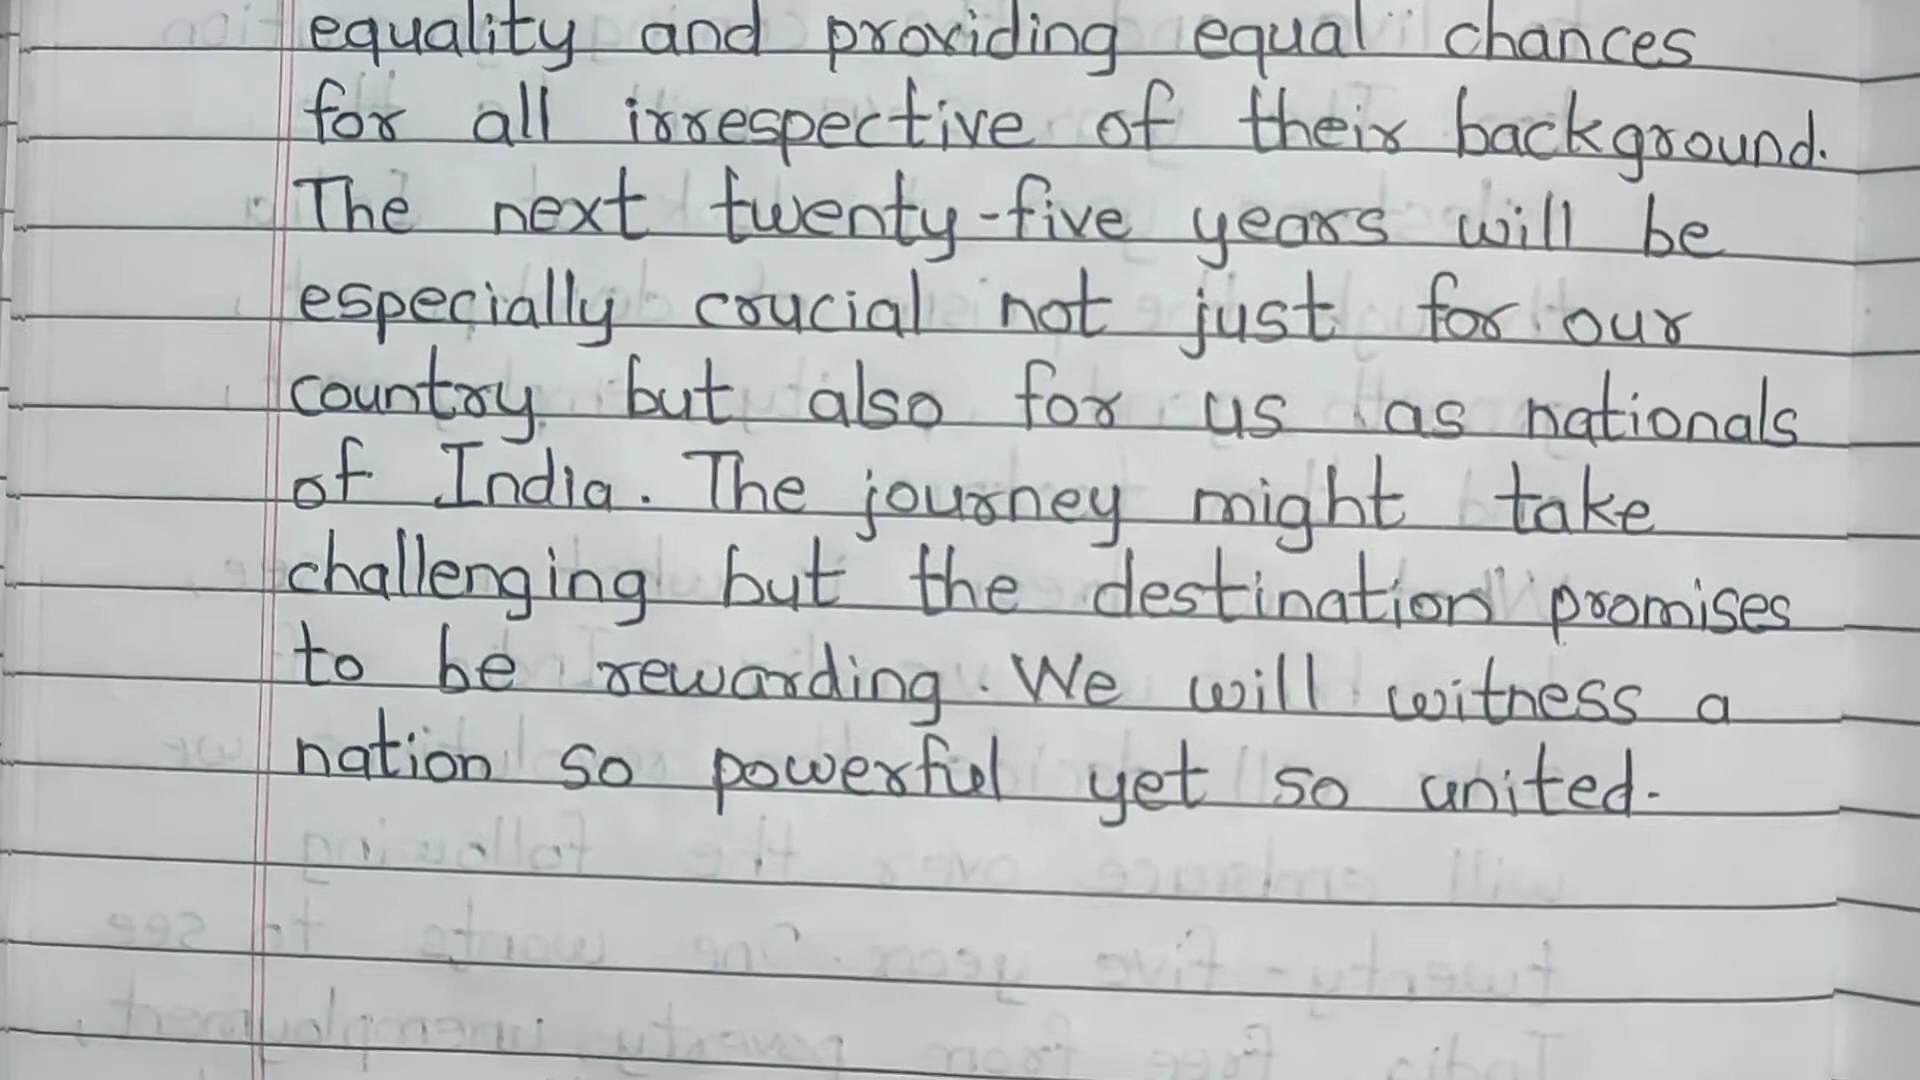 equality and providing equal chances
for all irrespective of their background.
The next twenty-five years will be
especially crucial not just for our
country but also for us as nationals
of India. The journey might take
challenging but the destination promises
to be rewarding. We will witness a
nation so powerful yet so united.